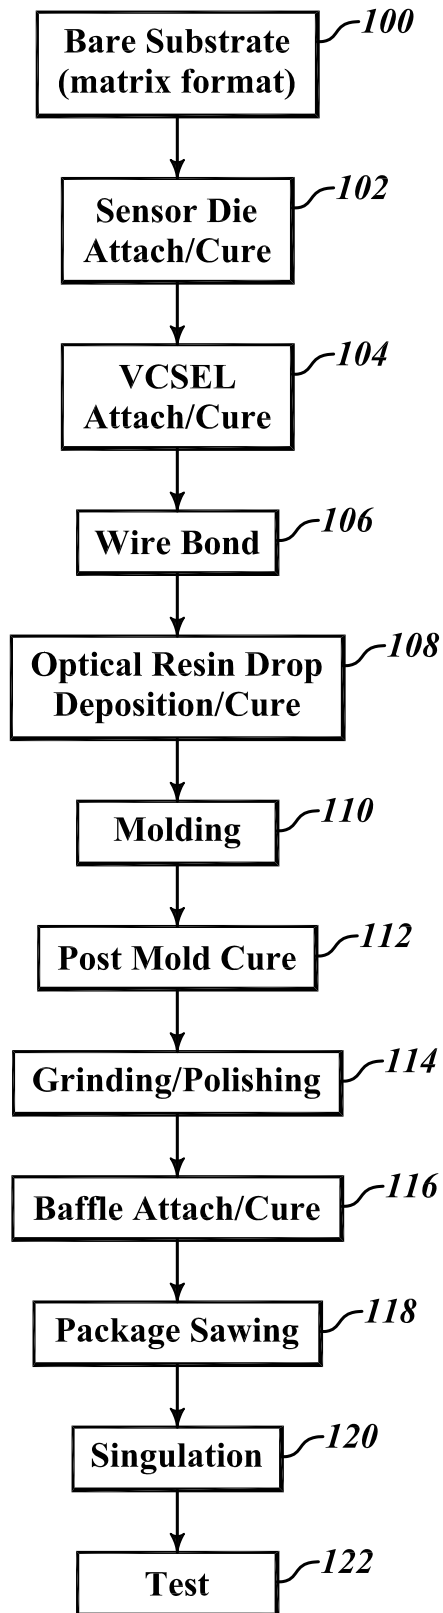 100
Bare Substrate
(matrix format)
102
Sensor Die
Attach/Cure
104
VCSEL
Attach/Cure
106
Wire Bond
108
Optical Resin Drop
Deposition/Cure
110
Molding
112
Post Mold Cure
114
Grinding/Polishing
116
Baffle Attach/Cure
118
Package Sawing
120
Singulation
122
Test